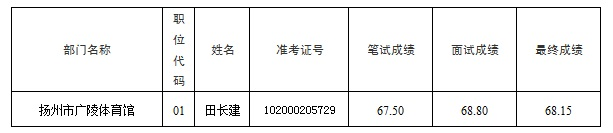 部门名称 职位代码 姓名 准考证号 笔试成绩 面试成绩 最终成绩
扬州市广陵体育馆 01 田长建 102000205729 67.50 68.80 68.15